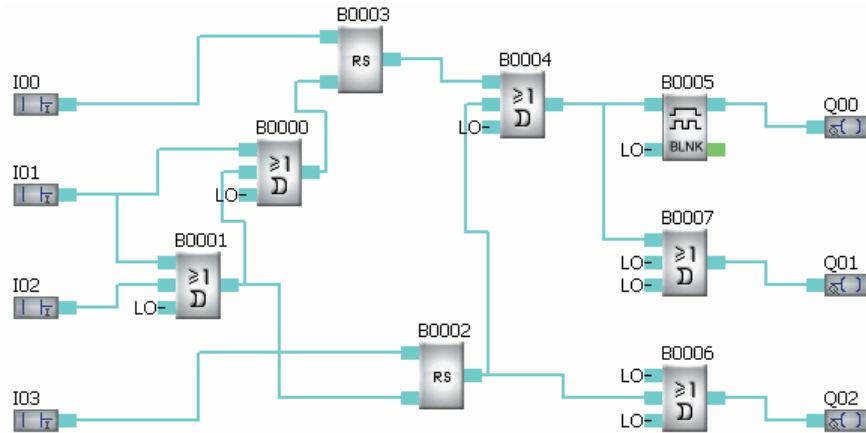 B0003
RS
B0004
≥1
LO
B0005
BLNK
LO
Q00
I00
B0000
≥1
LO
I01
B0007
≥1
LO
LO
Q01
B0001
≥1
LO
I02
B0002
RS
B0006
LO
≥1
LO
Q02
I03